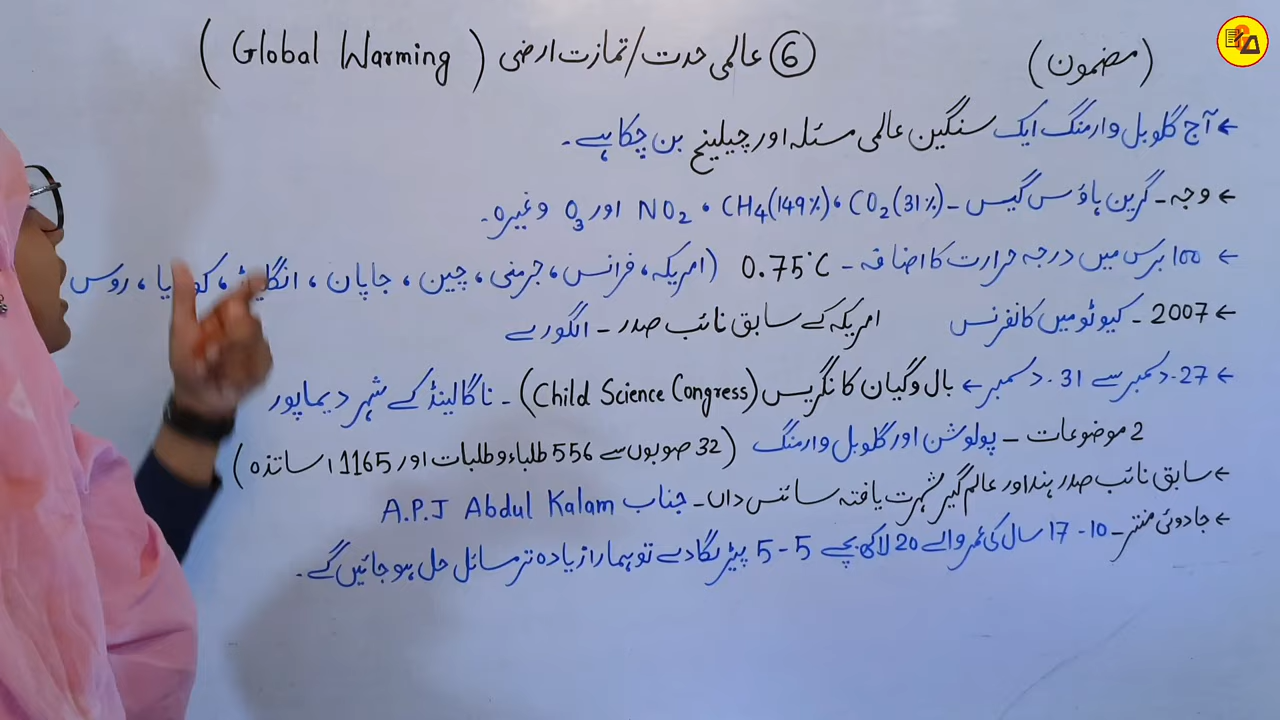 (مضمون) ⑥ عالمی حدت/تمازت ارضی (Global Warming)
← آج گلوبل وارمنگ ایک سنگین عالمی مسئلہ اور چیلینج بن چکا ہے۔
← وجہ - گرین ہاؤس گیس - CO₂(31%)، CH₄(149%)، NO₂ اور O₃ وغیرہ۔
← 100 برس میں درجہ حرارت کا اضافہ - 0.75°C (امریکہ، فرانس، جرمنی، چین، جاپان، انگلینڈ، کوریا، روس
← 2007 - کیوٹو میں کانفرنس امریکہ کے سابق نائب صدر - الگورے
← 27 دسمبر سے 31 دسمبر ← بال وگیان کانگریس (Child Science Congress) - ناگالینڈ کے شہر دیماپور
2 موضوعات - پولوشن اور گلوبل وارمنگ (32 صوبوں سے 556 طلباء و طلبات اور 1165 اساتذہ)
← سابق نائب صدر ہند اور عالم گیر شہرت یافتہ سائنس داں - جناب A.P.J Abdul Kalam
← جادوئی منتر - 10-17 سال کی عمر والے 20 لاکھ بچے 5-5 پیڑ لگادے تو ہمارا زیادہ تر مسائل حل ہو جائیں گے۔